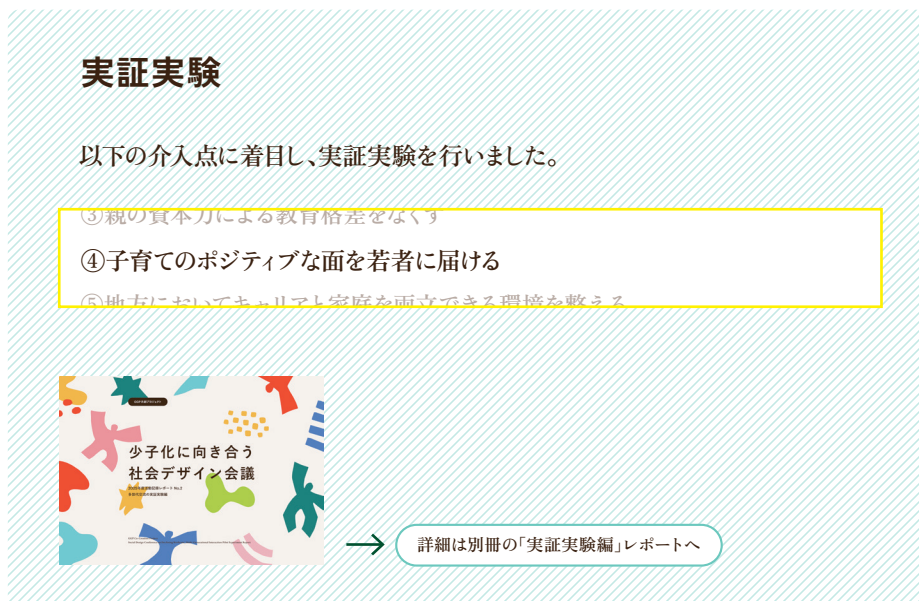 実証実験
以下の介入点に着目し、実証実験を行いました。
③親の資本力による教育格差をなくす
④子育てのポジティブな面を若者に届ける
⑤地方においてキャリアと家庭を両立できる環境を整える
少子化に向き合う
社会デザイン会議
詳細は別冊の「実証実験編」レポートへ